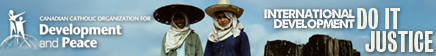 CANADIAN CATHOLIC ORGANIZATION FOR
Development
and Peace
INTERNATIONAL
DEVELOPMENT
DO IT
JUSTICE